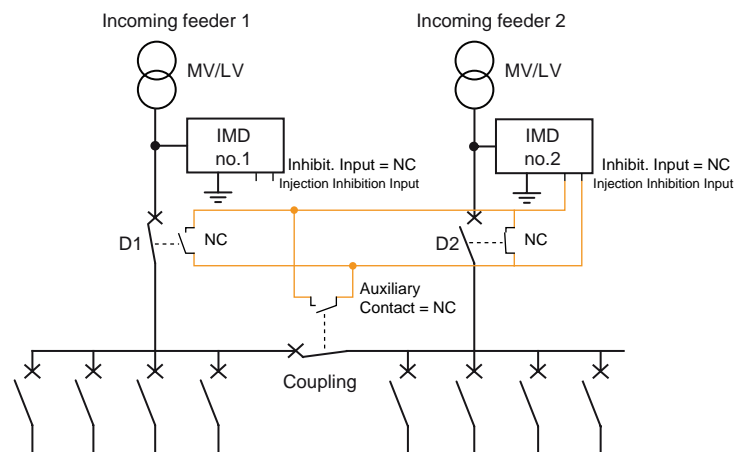 Incoming feeder 1
Incoming feeder 2
MV/LV
MV/LV
IMD
no.1
Inhibit. Input = NC
Injection Inhibition Input
IMD
no.2
Inhibit. Input = NC
Injection Inhibition Input
D1
NC
D2
NC
Auxiliary
Contact = NC
Coupling